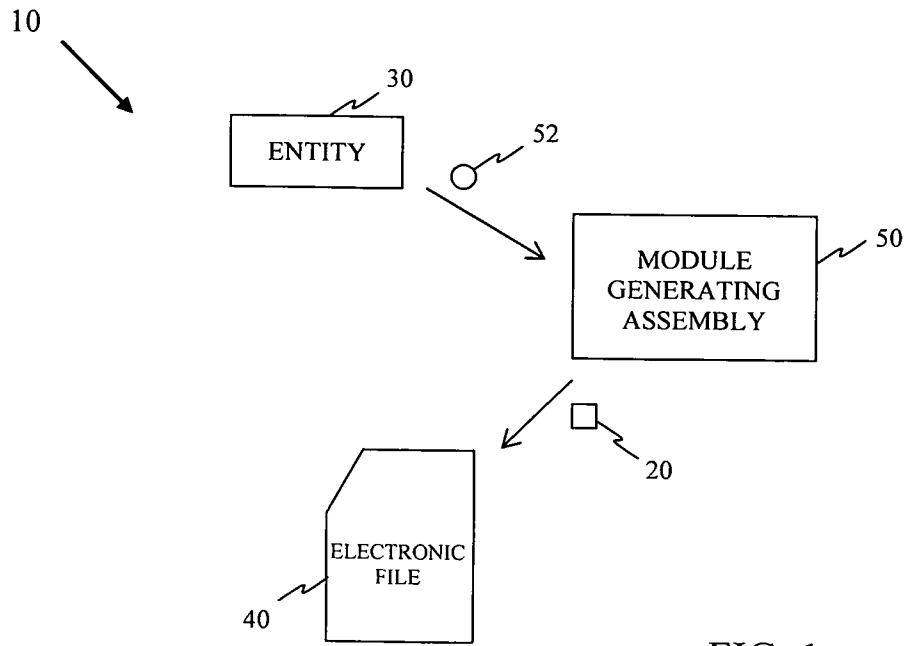 10
30
ENTITY
52
MODULE
GENERATING
ASSEMBLY
50
20
ELECTRONIC
FILE
40